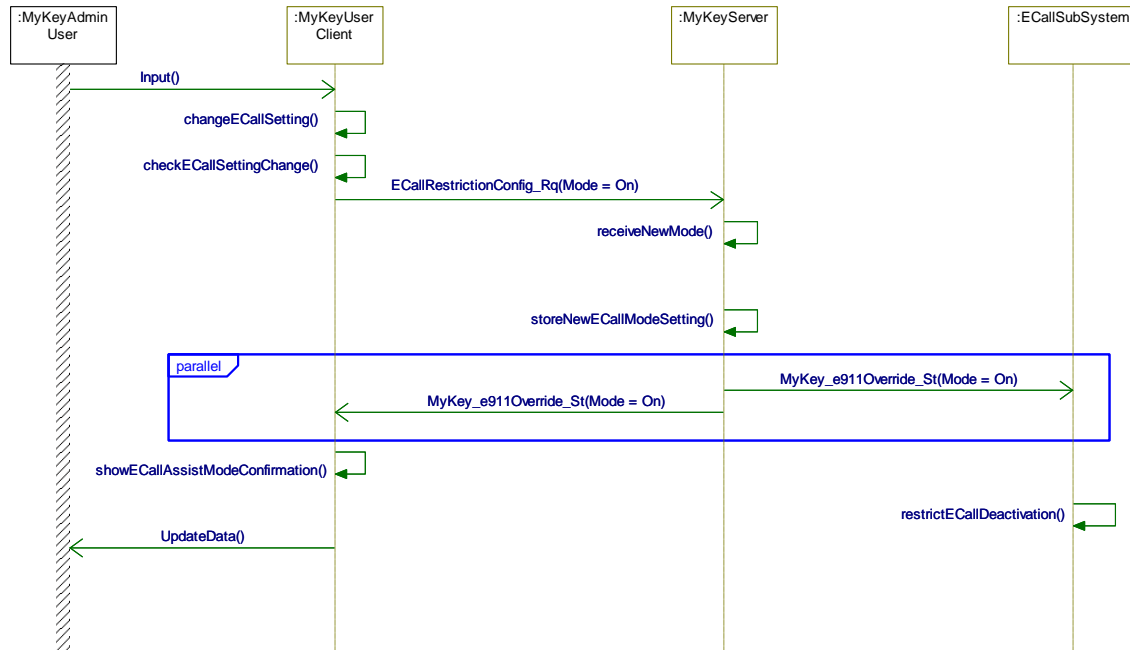 :MyKeyAdmin
User
:MyKeyUser
Client
:MyKeyServer
:ECallSubSystem
Input()
changeECallSetting()
checkECallSettingChange()
ECallRestrictionConfig_Rq(Mode = On)
receiveNewMode()
storeNewECallModeSetting()
parallel
MyKey_e911Override_St(Mode = On)
MyKey_e911Override_St(Mode = On)
showECallAssistModeConfirmation()
restrictECallDeactivation()
UpdateData()